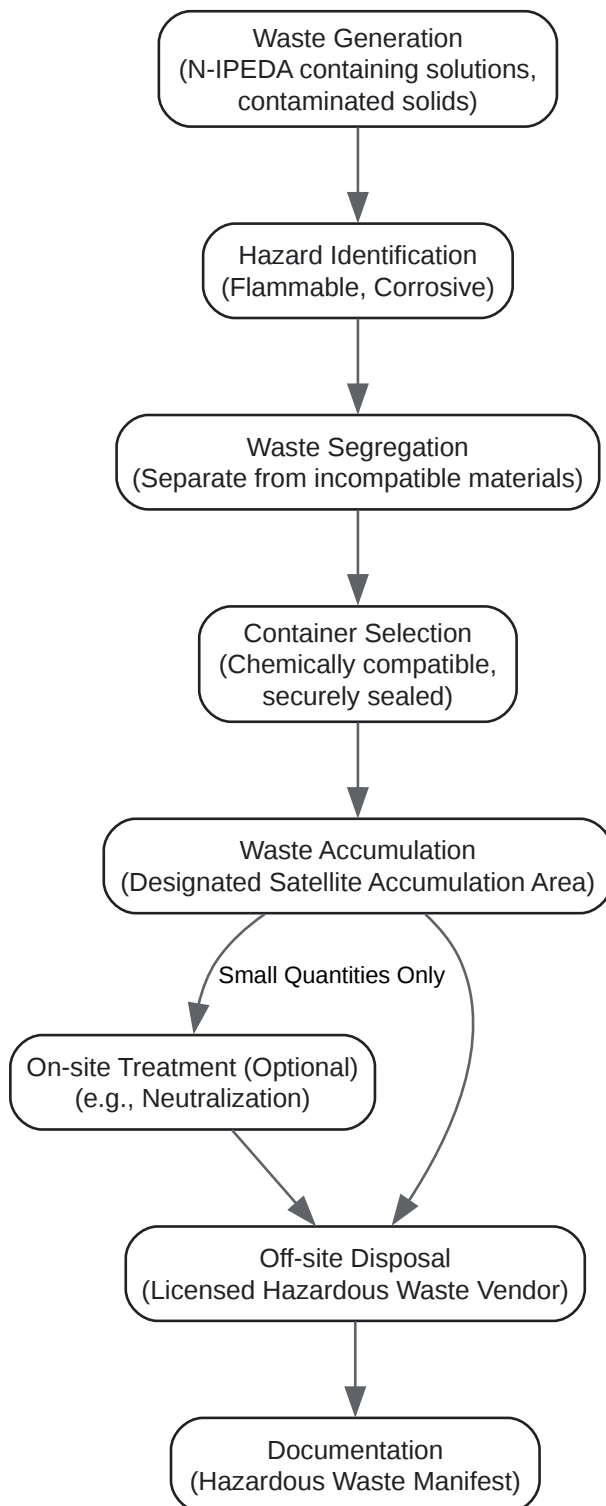 Waste Generation
(N-IPEDA containing solutions,
contaminated solids)
Hazard Identification
(Flammable, Corrosive)
Waste Segregation
(Separate from incompatible materials)
Container Selection
(Chemically compatible,
securely sealed)
Waste Accumulation
(Designated Satellite Accumulation Area)
Small Quantities Only
On-site Treatment (Optional)
(e.g., Neutralization)
Off-site Disposal
(Licensed Hazardous Waste Vendor)
Documentation
(Hazardous Waste Manifest)